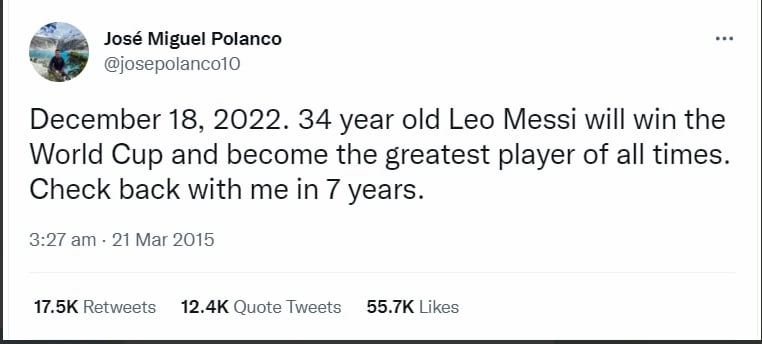 José Miguel Polanco
@josepolanco10
December 18, 2022. 34 year old Leo Messi will win the
World Cup and become the greatest player of all times.
Check back with me in 7 years.
3:27 am · 21 Mar 2015
17.5K Retweets 12.4K Quote Tweets 55.7K Likes